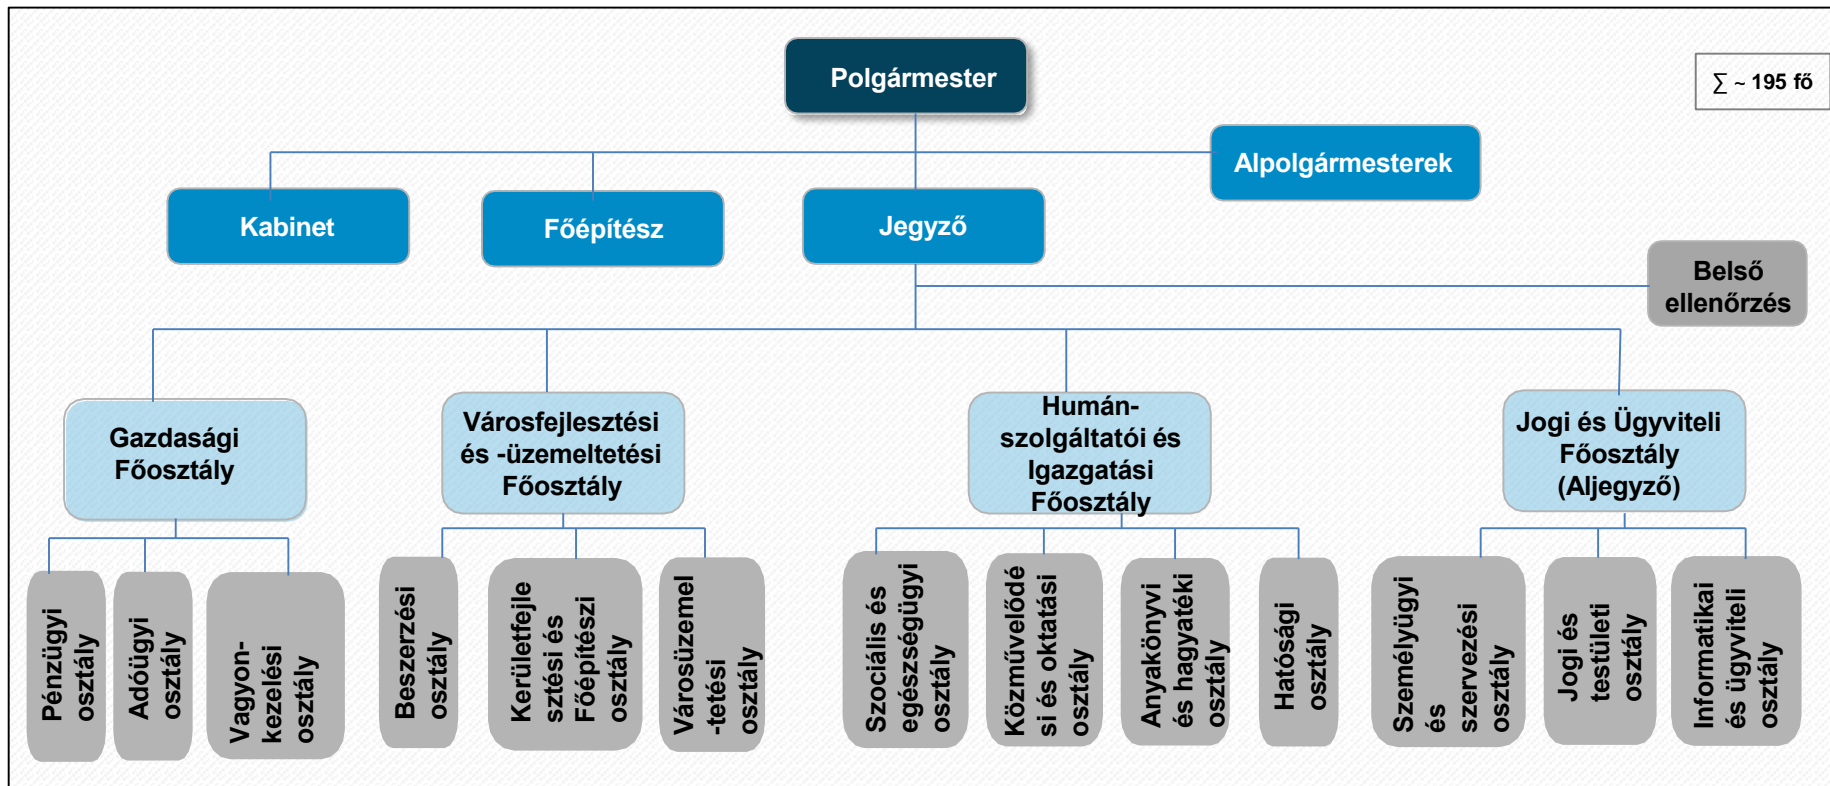 Polgármester
∑ ~ 195 fő
Alpolgármesterek
Kabinet
Főépítész
Jegyző
Belső
ellenőrzés
Gazdasági
Főosztály
Városfejlesztési
és -üzemeltetési
Főosztály
Humán-
szolgáltatói és
Igazgatási
Főosztály
Jogi és Ügyviteli
Főosztály
(Aljegyző)
Pénzügyi
osztály
Adóügyi
osztály
Vagyon-
kezelési
osztály
Beszerzési
osztály
Kerületfejle
sztési és
Főépítészi
osztály
Városüzemel
-tetési
osztály
Szociális és
egészségügyi
osztály
Közművelődé
si és oktatási
osztály
Anyakönyvi
és hagyatéki
osztály
Hatósági
osztály
Személyügyi
és
szervezési
osztály
Jogi és
testületi
osztály
Informatikai
és ügyviteli
osztály